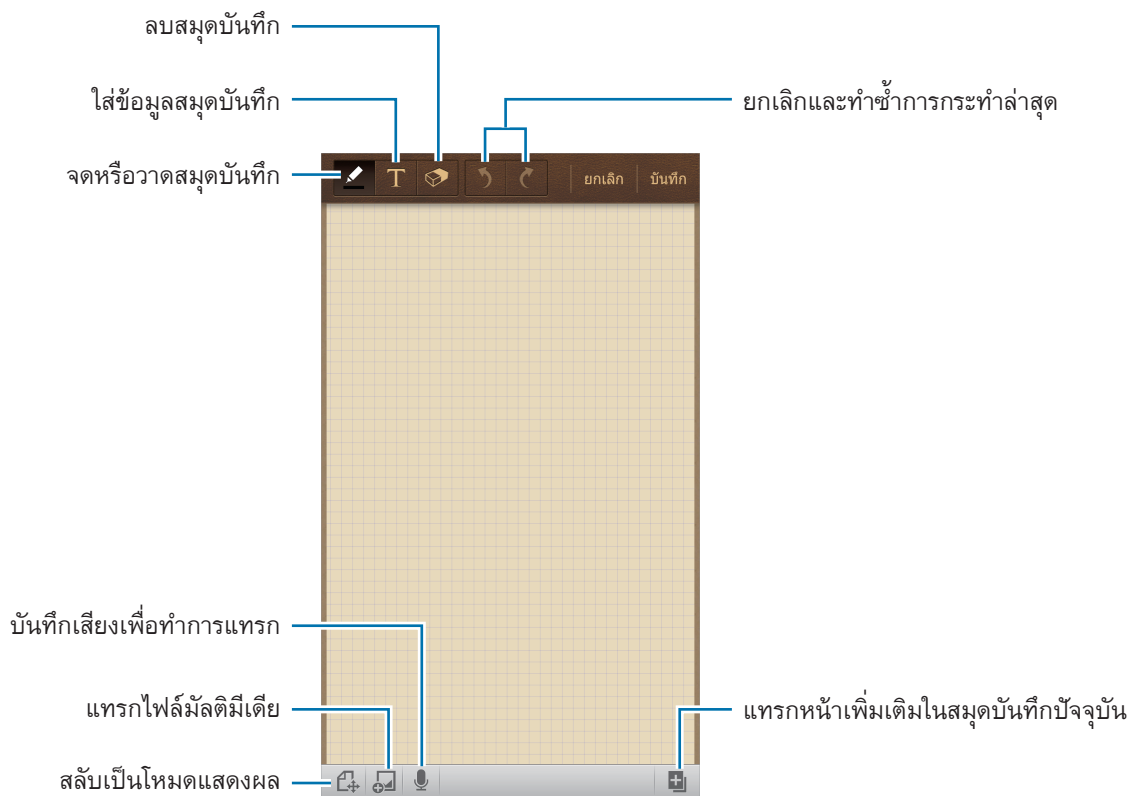 ลบสมุดบันทึก
ใส่ข้อมูลสมุดบันทึก
ยกเลิกและทำซ้ำการกระทำล่าสุด
จดหรือวาดสมุดบันทึก
T
ยกเลิก
บันทึก
บันทึกเสียงเพื่อทำการแทรก
แทรกไฟล์มัลติมีเดีย
แทรกหน้าเพิ่มเติมในสมุดบันทึกปัจจุบัน
สลับเป็นโหมดแสดงผล